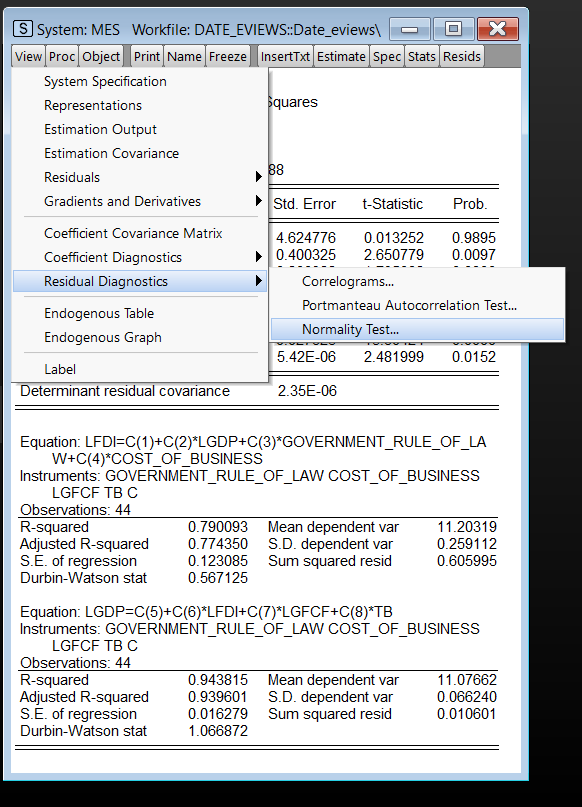 S System: MES Workfile: DATE_EVIEWS::Date_eviews\
View Proc Object Print Name Freeze InsertTxt Estimate Spec Stats Resids
System Specification
Representations
Estimation Output
Estimation Covariance
Residuals
Gradients and Derivatives
Coefficient Covariance Matrix
Coefficient Diagnostics
Residual Diagnostics
Endogenous Table
Endogenous Graph
Label
Correlograms...
Portmanteau Autocorrelation Test...
Normality Test...
Squares
88
Std. Error t-Statistic Prob.
4.624776 0.013252 0.9895
0.400325 2.650779 0.0097
5.42E-06 2.481999 0.0152
Determinant residual covariance 2.35E-06
Equation: LFDI=C(1)+C(2)*LGDP+C(3)*GOVERNMENT_RULE_OF_LA
W+C(4)*COST_OF_BUSINESS
Instruments: GOVERNMENT_RULE_OF_LAW COST_OF_BUSINESS
LGFCF TB C
Observations: 44
R-squared 0.790093 Mean dependent var 11.20319
Adjusted R-squared 0.774350 S.D. dependent var 0.259112
S.E. of regression 0.123085 Sum squared resid 0.605995
Durbin-Watson stat 0.567125
Equation: LGDP=C(5)+C(6)*LFDI+C(7)*LGFCF+C(8)*TB
Instruments: GOVERNMENT_RULE_OF_LAW COST_OF_BUSINESS
LGFCF TB C
Observations: 44
R-squared 0.943815 Mean dependent var 11.07662
Adjusted R-squared 0.939601 S.D. dependent var 0.066240
S.E. of regression 0.016279 Sum squared resid 0.010601
Durbin-Watson stat 1.066872